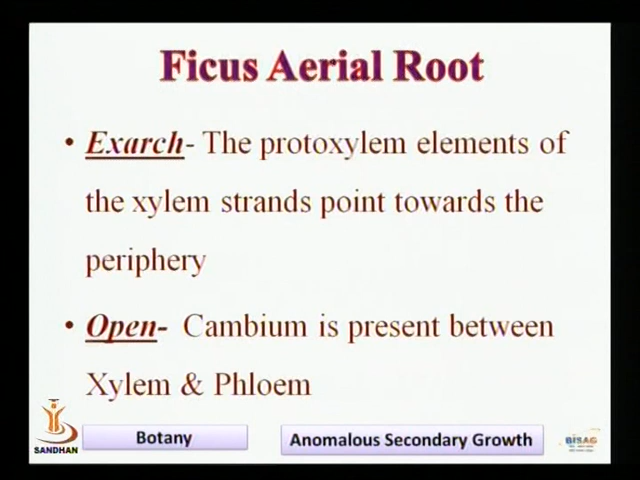 Ficus Aerial Root
• Exarch- The protoxylem elements of
the xylem strands point towards the
periphery
• Open- Cambium is present between
Xylem & Phloem
SANDHAN
Botany
Anomalous Secondary Growth
BISAG